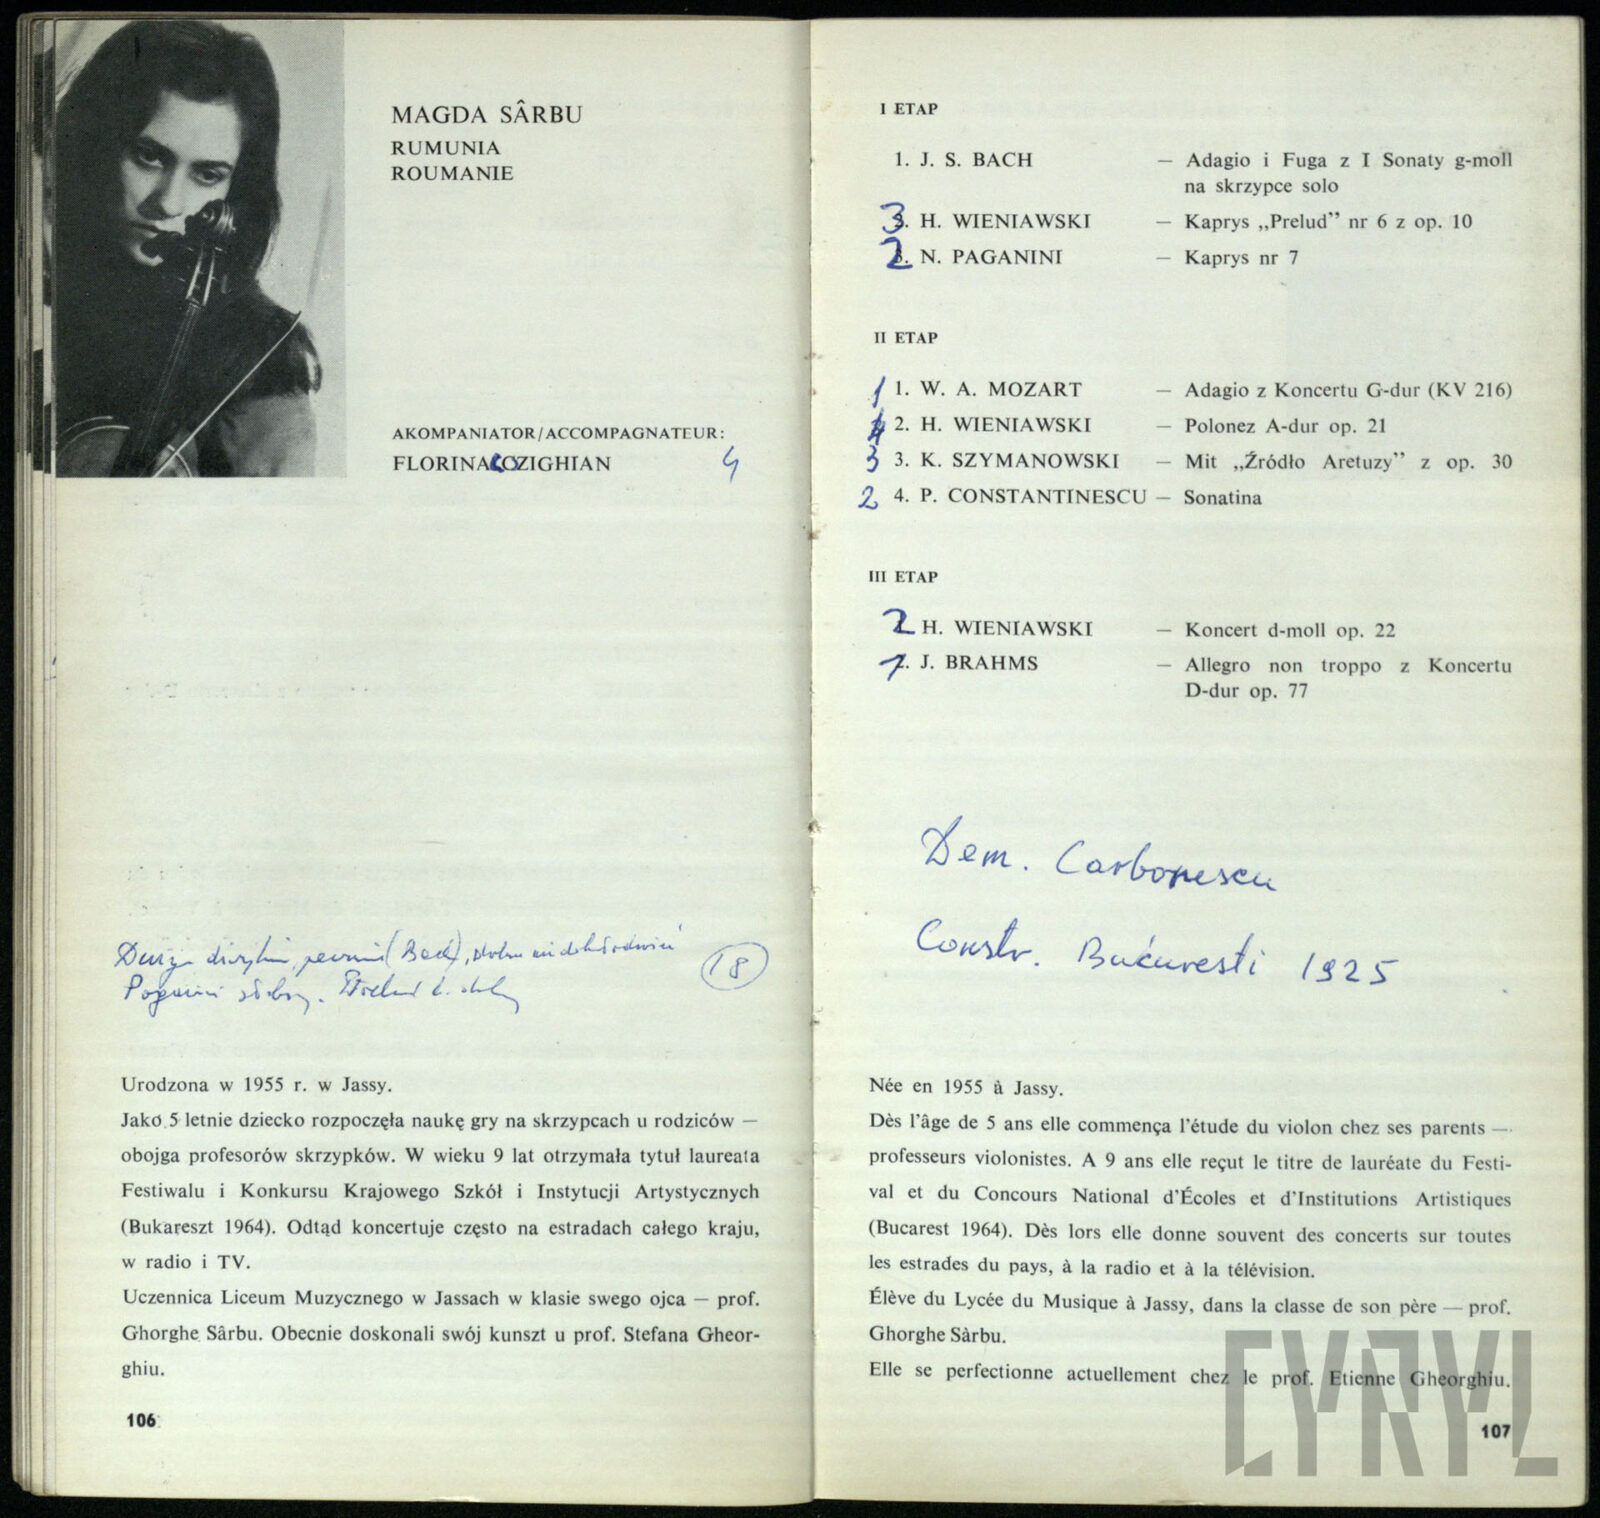 MAGDA SÂRBU
RUMUNIA
ROUMANIE
AKOMPANIATOR/ACCOMPAGNATEUR:
FLORINA CZIGHIAN
4
(Bach),
Paganini słabszy.
18
Urodzona w 1955 r. w Jassy.
Jako 5 letnie dziecko rozpoczęła naukę gry na skrzypcach u rodziców —
obojga profesorów skrzypków. W wieku 9 lat otrzymała tytuł laureata
Festiwalu i Konkursu Krajowego Szkół i Instytucji Artystycznych
(Bukareszt 1964). Odtąd koncertuje często na estradach całego kraju,
w radio i TV.
Uczennica Liceum Muzycznego w Jassach w klasie swego ojca — prof.
Ghorghe Sârbu. Obecnie doskonali swój kunszt u prof. Stefana Gheor-
ghiu.
106
I ETAP
1. J. S. BACH — Adagio i Fuga z I Sonaty g-moll
na skrzypce solo
3. H. WIENIAWSKI — Kaprys „Prelud” nr 6 z op. 10
2. N. PAGANINI — Kaprys nr 7
II ETAP
1 1. W. A. MOZART — Adagio z Koncertu G-dur (KV 216)
4 2. H. WIENIAWSKI — Polonez A-dur op. 21
3 3. K. SZYMANOWSKI — Mit „Źródło Aretuzy” z op. 30
2 4. P. CONSTANTINESCU — Sonatina
III ETAP
2 H. WIENIAWSKI — Koncert d-moll op. 22
1. J. BRAHMS — Allegro non troppo z Koncertu
D-dur op. 77
Dem. Carbonescu
Constr. Bucuresti 1925
Née en 1955 à Jassy.
Dès l’âge de 5 ans elle commença l’étude du violon chez ses parents —
professeurs violonistes. A 9 ans elle reçut le titre de lauréate du Festi-
val et du Concours National d’Écoles et d’Institutions Artistiques
(Bucarest 1964). Dès lors elle donne souvent des concerts sur toutes
les estrades du pays, à la radio et à la télévision.
Élève du Lycée du Musique à Jassy, dans la classe de son père — prof.
Ghorghe Sàrbu.
Elle se perfectionne actuellement chez le prof. Etienne Gheorghiu.
107
CYRYL